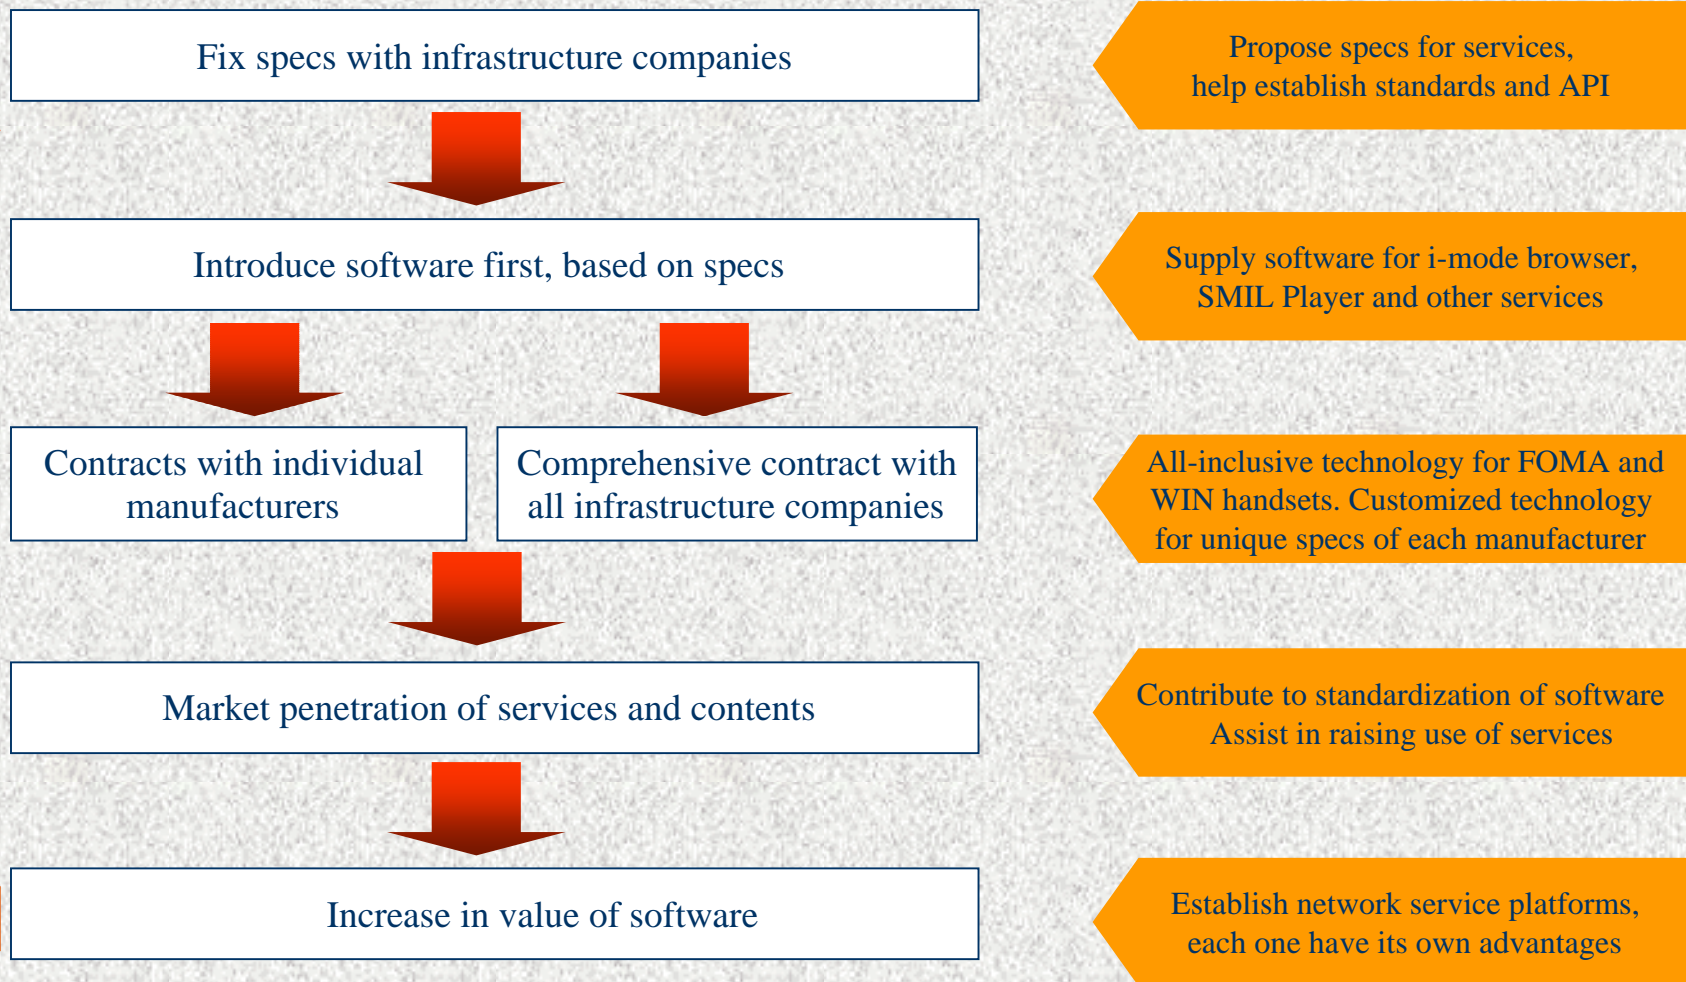 Fix specs with infrastructure companies
Propose specs for services,
help establish standards and API
Introduce software first, based on specs
Supply software for i-mode browser,
SMIL Player and other services
Contracts with individual
manufacturers
Comprehensive contract with
all infrastructure companies
All-inclusive technology for FOMA and
WIN handsets. Customized technology
for unique specs of each manufacturer
Market penetration of services and contents
Contribute to standardization of software
Assist in raising use of services
Increase in value of software
Establish network service platforms,
each one have its own advantages